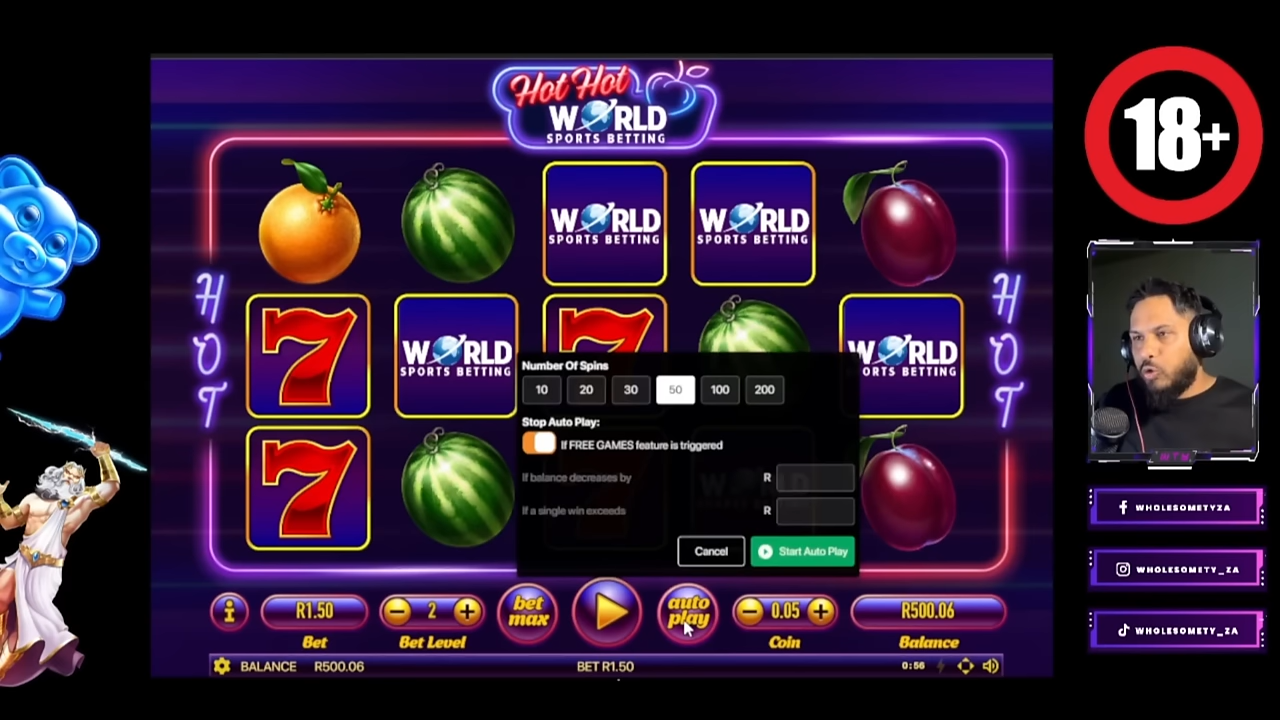 Hot Hot
WORLD
SPORTS BETTING
18+
WORLD
SPORTS BETTING
WORLD
SPORTS BETTING
HOT
7
WORLD
SPORTS BETTING
7
WORLD
SPORTS BETTING
HOT
7
Number Of Spins
10 20 30 50 100 200
Stop Auto Play:
If FREE GAMES feature is triggered
If balance decreases by R
If a single win exceeds R
Cancel Start Auto Play
R1.50 2 bet max auto play 0.05 R500.06
Bet Bet Level Coin Balance
BALANCE R500.06 BET R1.50 0:56
WTW
WHOLESOMETYZA
WHOLESOMETY_ZA
WHOLESOMETY_ZA